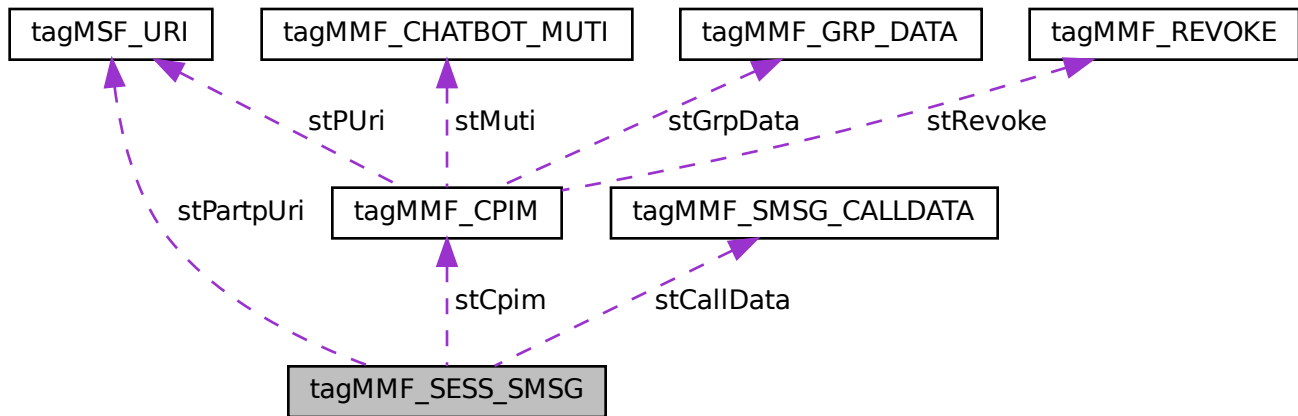 tagMSF_URI
tagMMF_CHATBOT_MUTI
tagMMF_GRP_DATA
tagMMF_REVOKE
stPUri
stMuti
stGrpData
stRevoke
stPartpUri
tagMMF_CPIM
tagMMF_SMSG_CALLDATA
stCpim
stCallData
tagMMF_SESS_SMSG